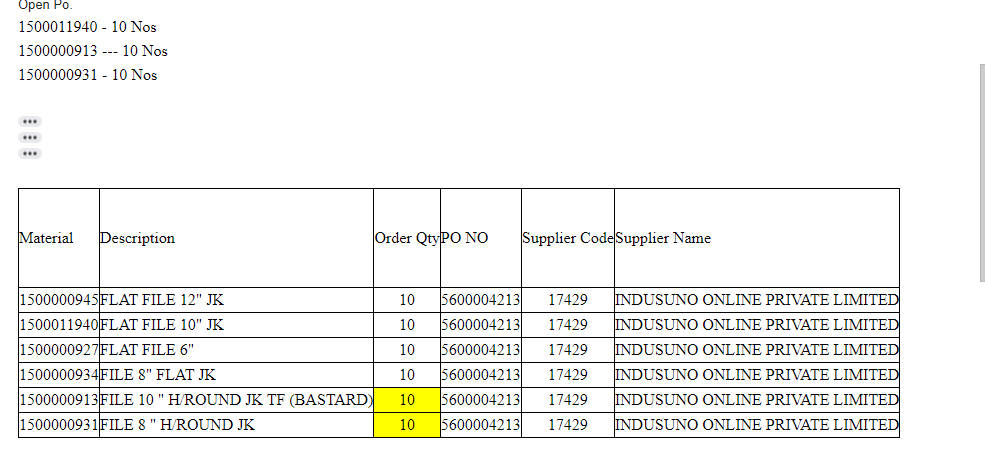 Open Po.
1500011940 - 10 Nos
1500000913 --- 10 Nos
1500000931 - 10 Nos
Material Description Order Qty PO NO Supplier Code Supplier Name
1500000945 FLAT FILE 12" JK 10 5600004213 17429 INDUSUNO ONLINE PRIVATE LIMITED
1500011940 FLAT FILE 10" JK 10 5600004213 17429 INDUSUNO ONLINE PRIVATE LIMITED
1500000927 FLAT FILE 6" 10 5600004213 17429 INDUSUNO ONLINE PRIVATE LIMITED
1500000934 FILE 8" FLAT JK 10 5600004213 17429 INDUSUNO ONLINE PRIVATE LIMITED
1500000913 FILE 10 " H/ROUND JK TF (BASTARD) 10 5600004213 17429 INDUSUNO ONLINE PRIVATE LIMITED
1500000931 FILE 8 " H/ROUND JK 10 5600004213 17429 INDUSUNO ONLINE PRIVATE LIMITED